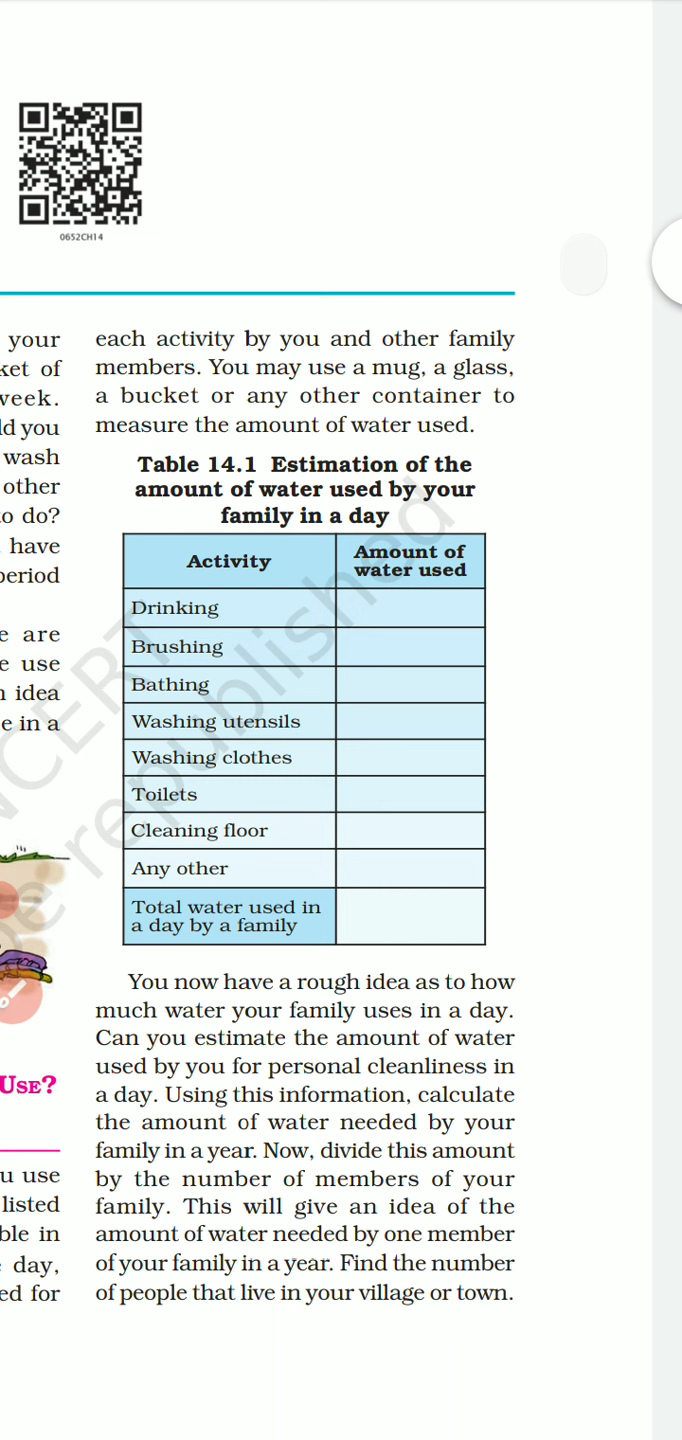 0652CH14
your
ket of
week.
ld you
wash
other
to do?
have
period
e are
e use
n idea
e in a
USE?
u use
listed
ble in
day,
ed for
each activity by you and other family
members. You may use a mug, a glass,
a bucket or any other container to
measure the amount of water used.
Table 14.1 Estimation of the
amount of water used by your
family in a day
Activity
Amount of
water used
Drinking
Brushing
Bathing
Washing utensils
Washing clothes
Toilets
Cleaning floor
Any other
Total water used in
a day by a family
You now have a rough idea as to how
much water your family uses in a day.
Can you estimate the amount of water
used by you for personal cleanliness in
a day. Using this information, calculate
the amount of water needed by your
family in a year. Now, divide this amount
by the number of members of your
family. This will give an idea of the
amount of water needed by one member
of your family in a year. Find the number
of people that live in your village or town.
NCERT
be republished